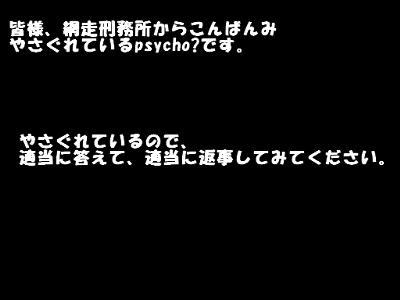 皆様、網走刑務所からこんばんみ
やさぐれているpsycho?です。
やさぐれているので、
適当に答えて、適当に返事してみてください。